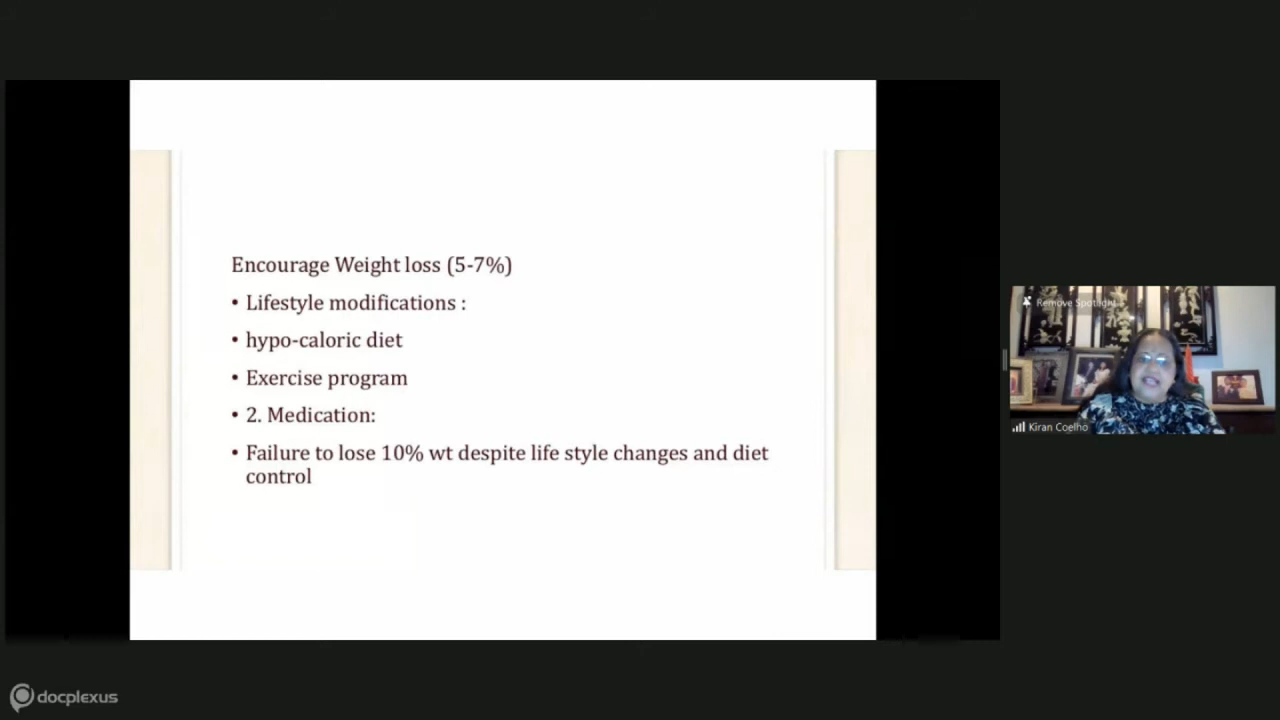 Encourage Weight loss (5-7%)
• Lifestyle modifications :
• hypo-caloric diet
• Exercise program
• 2. Medication:
• Failure to lose 10% wt despite life style changes and diet
control
Remove Spotlight
Kiran Coelho
docplexus